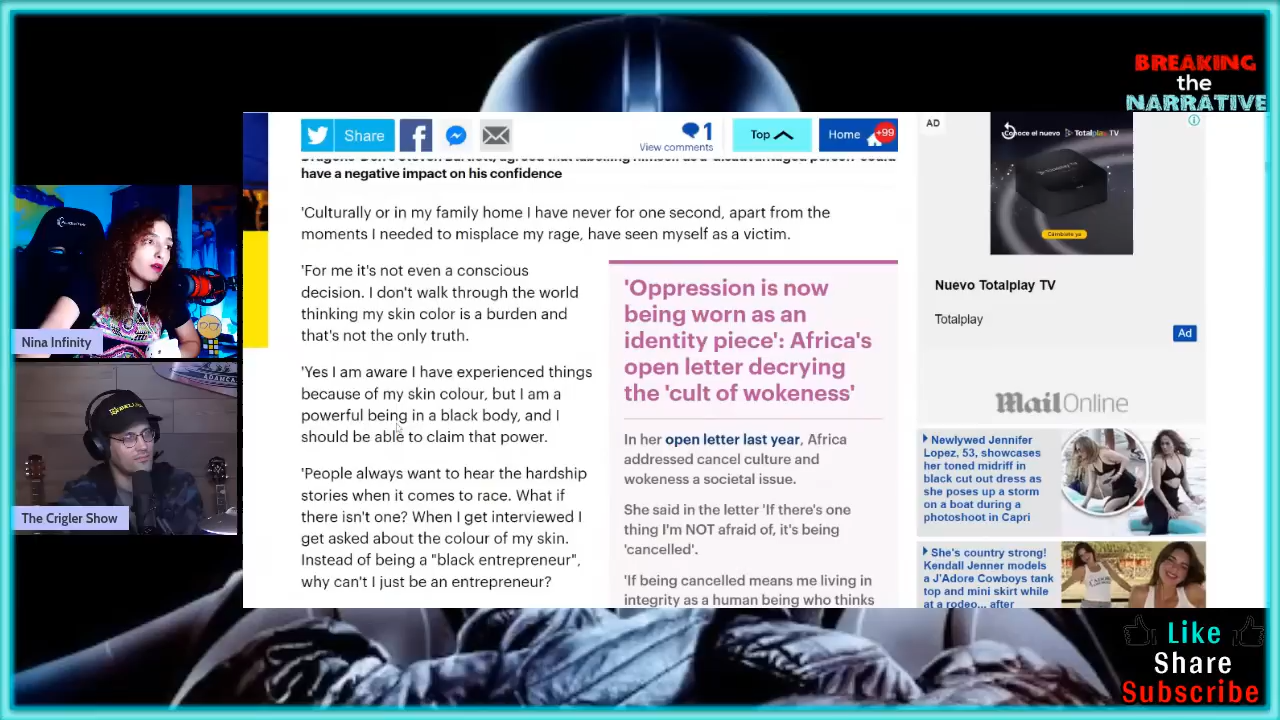 BREAKING
the
NARRATIVE
Share
1
View comments
Top
Home
+99
have a negative impact on his confidence
'Culturally or in my family home I have never for one second, apart from the
moments I needed to misplace my rage, have seen myself as a victim.
'For me it's not even a conscious
decision. I don't walk through the world
thinking my skin color is a burden and
that's not the only truth.
'Yes I am aware I have experienced things
because of my skin colour, but I am a
powerful being in a black body, and I
should be able to claim that power.
'People always want to hear the hardship
stories when it comes to race. What if
there isn't one? When I get interviewed I
get asked about the colour of my skin.
Instead of being a "black entrepreneur",
why can't I just be an entrepreneur?
'Oppression is now
being worn as an
identity piece': Africa's
open letter decrying
the 'cult of wokeness'
In her open letter last year, Africa
addressed cancel culture and
wokeness a societal issue.
She said in the letter 'If there's one
thing I'm NOT afraid of, it's being
'cancelled'.
'If being cancelled means me living in
integrity as a human being who thinks
AD
Conoce el nuevo Totalplay TV
Cámbiate ya
Nuevo Totalplay TV
Totalplay
Ad
Mail Online
Newlywed Jennifer
Lopez, 53, showcases
her toned midriff in
black cut out dress as
she poses up a storm
on a boat during a
photoshoot in Capri
She's country strong!
Kendall Jenner models
a J'Adore Cowboys tank
top and mini skirt while
at a rodeo... after
Nina Infinity
The Crigler Show
Like
Share
Subscribe